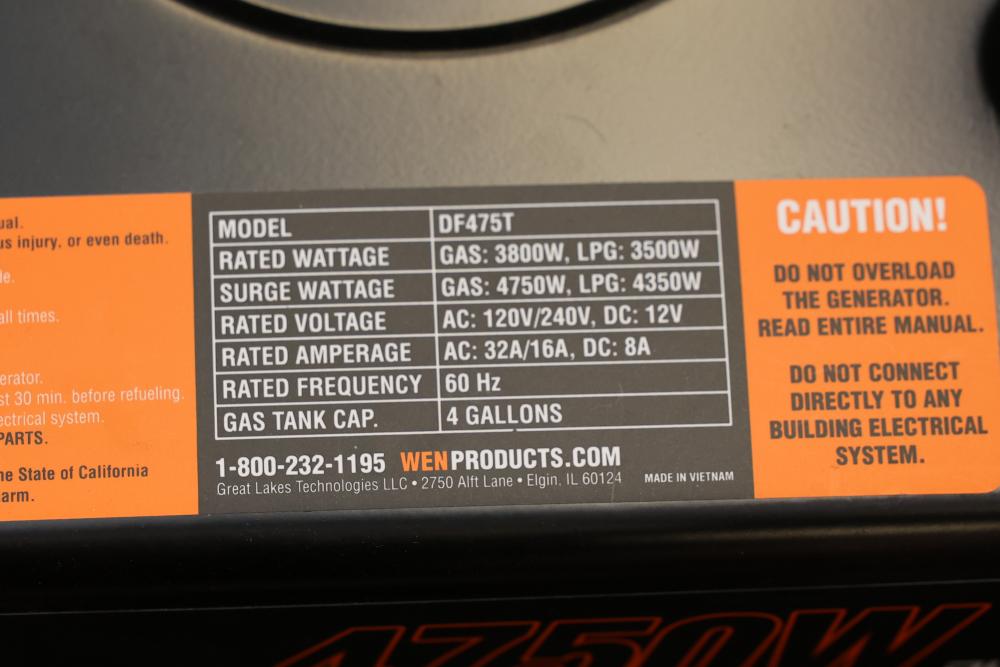 ual.
us injury, or even death.
le.
all times.
erator.
st 30 min. before refueling.
ectrical system.
PARTS.
he State of California
arm.
MODEL DF475T
RATED WATTAGE GAS: 3800W, LPG: 3500W
SURGE WATTAGE GAS: 4750W, LPG: 4350W
RATED VOLTAGE AC: 120V/240V, DC: 12V
RATED AMPERAGE AC: 32A/16A, DC: 8A
RATED FREQUENCY 60 Hz
GAS TANK CAP. 4 GALLONS
1-800-232-1195 WENPRODUCTS.COM
Great Lakes Technologies LLC • 2750 Alft Lane • Elgin, IL 60124 MADE IN VIETNAM
CAUTION!
DO NOT OVERLOAD
THE GENERATOR.
READ ENTIRE MANUAL.
DO NOT CONNECT
DIRECTLY TO ANY
BUILDING ELECTRICAL
SYSTEM.
4750W